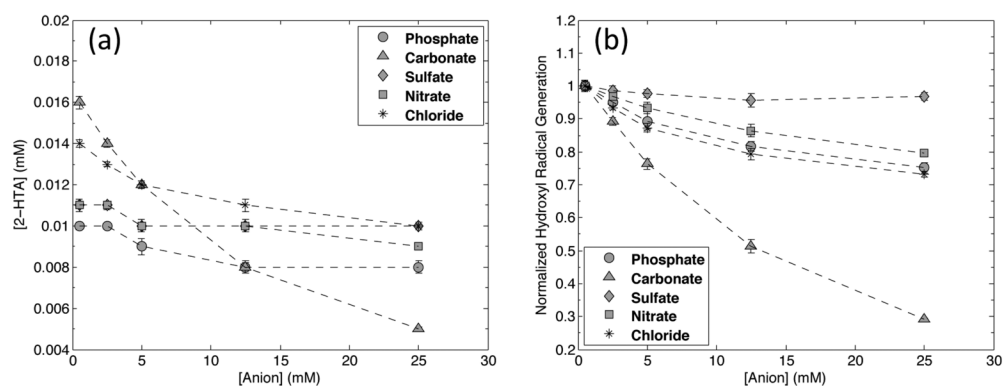 (a)
Phosphate
Carbonate
Sulfate
Nitrate
Chloride
[2-HTA] (mM)
0.02
0.018
0.016
0.014
0.012
0.01
0.008
0.006
0.004
0 5 10 15 20 25 30
[Anion] (mM)
(b)
Normalized Hydroxyl Radical Generation
1.2
1.1
1
0.9
0.8
0.7
0.6
0.5
0.4
0.3
0.2
Phosphate
Carbonate
Sulfate
Nitrate
Chloride
0 5 10 15 20 25 30
[Anion] (mM)